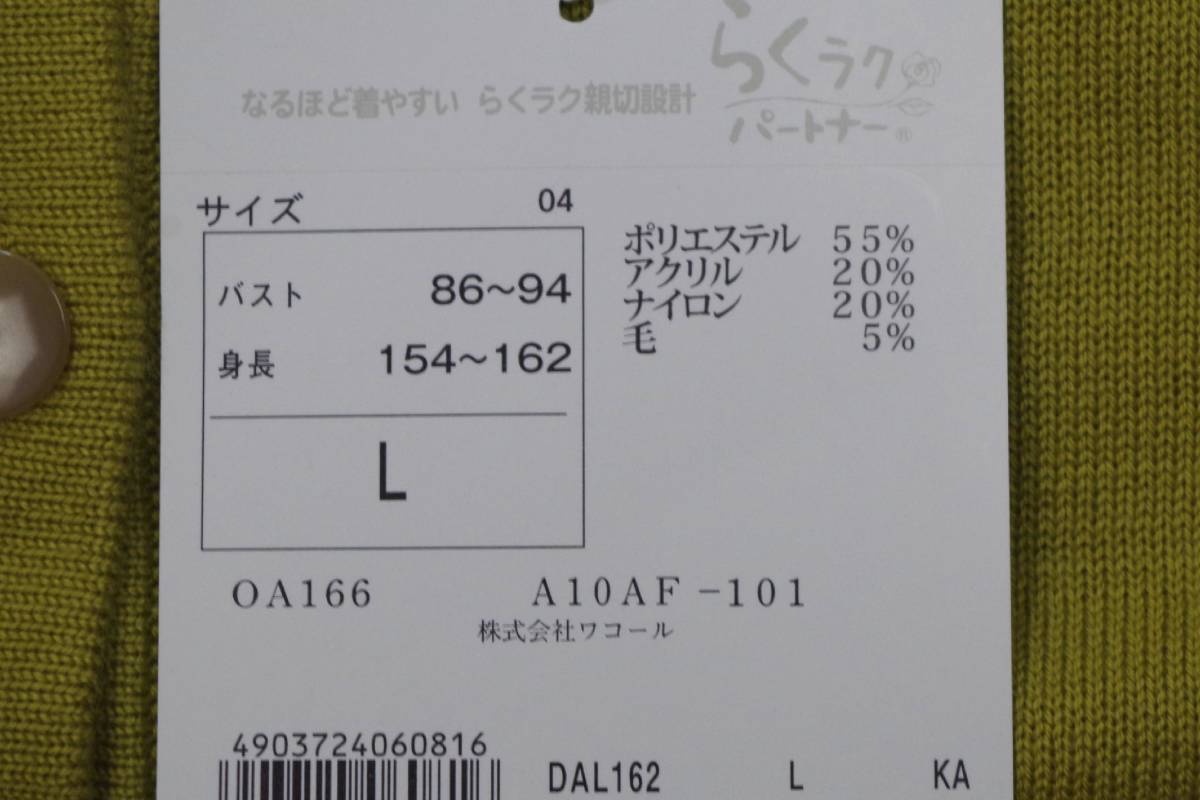 らくラク
パートナー®
なるほど着やすい らくラク親切設計
サイズ 04
バスト 86～94
身長 154～162
L
ポリエステル 55%
アクリル 20%
ナイロン 20%
毛 5%
OA166 A10AF-101
株式会社ワコール
4903724060816
DAL162 L KA